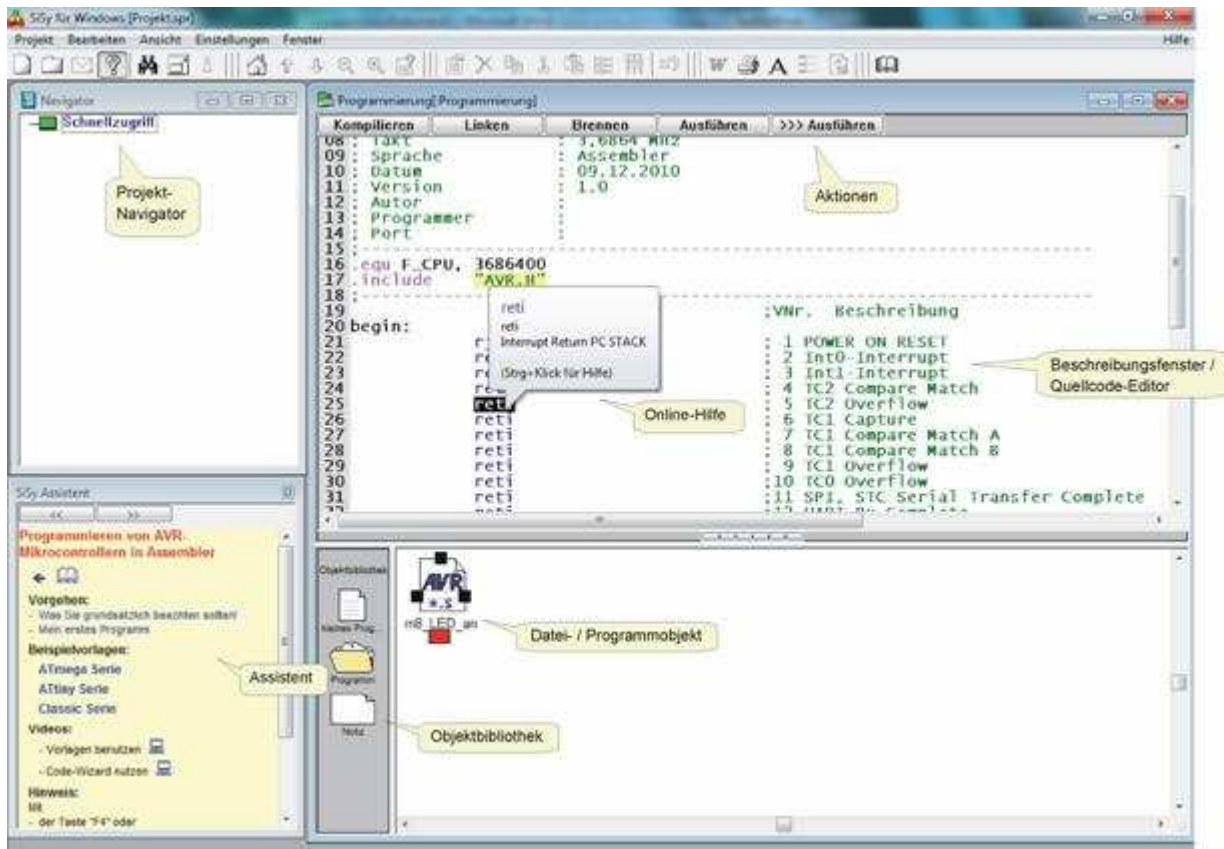 SiSy für Windows [Projekt.spr]
Projekt Bearbeiten Ansicht Einstellungen Fenster Hilfe
Navigator
Schnellzugriff
Projekt-
Navigator
Programmierung[Programmierung]
Kompilieren Linken Brennen Ausführen >>> Ausführen
Aktionen
08 ; Takt : 3,6864 MHz
09 ; Sprache : Assembler
10 ; Datum : 09.12.2010
11 ; Version : 1.0
12 ; Autor :
13 ; Programmer :
14 ; Port :
15 ;
16 .equ F_CPU, 3686400
17 .include "AVR.H"
18 ;
19 ;VNr. Beschreibung
20 begin:
21 ; 1 POWER ON RESET
22 ; 2 Int0-Interrupt
23 ; 3 Int1-Interrupt
24 ; 4 TC2 Compare Match
25 reti ; 5 TC2 Overflow
26 reti ; 6 TC1 Capture
27 reti ; 7 TC1 Compare Match A
28 reti ; 8 TC1 Compare Match B
29 reti ; 9 TC1 Overflow
30 reti ;10 TC0 Overflow
31 reti ;11 SPI, STC Serial Transfer Complete
reti
reti
Interrupt Return PC STACK
(Strg+Klick für Hilfe)
Online-Hilfe
Beschreibungsfenster /
Quellcode-Editor
SiSy Assistent
<< >>
Programmieren von AVR-
Mikrocontrollern in Assembler
Vorgehen:
- Was Sie grundsätzlich beachten sollten!
- Mein erstes Programm
Beispielvorlagen:
ATmega Serie
ATtiny Serie
Classic Serie
Videos:
- Vorlagen benutzen
- Code-Wizard nutzen
Hinweis:
Mit
- der Taste "F4" oder
Assistent
Objektbibliothek
kleines Prog...
Programm
Notiz
Objektbibliothek
AVR
*.S
m8_LED_an
Datei- / Programmobjekt